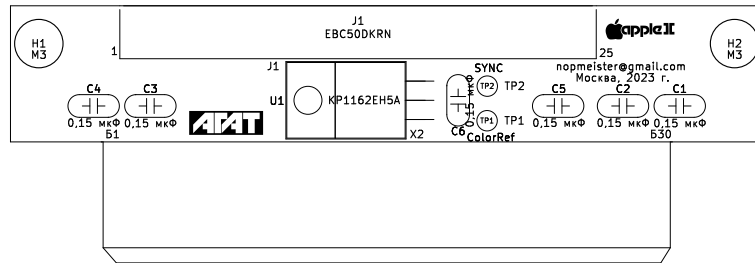 J1
EBC50DKRN
apple ][
H1
M3
1
25
H2
M3
J1
SYNC
nopmeister@gmail.com
Москва, 2023 г.
C4
C3
U1
КР1162ЕН5А
0,15 мкФ
TP2
TP2
C5
C2
C1
0,15 мкФ
0,15 мкФ
TP1
TP1
0,15 мкФ
0,15 мкФ
0,15 мкФ
Б1
АГАТ
X2
C6
ColorRef
Б30